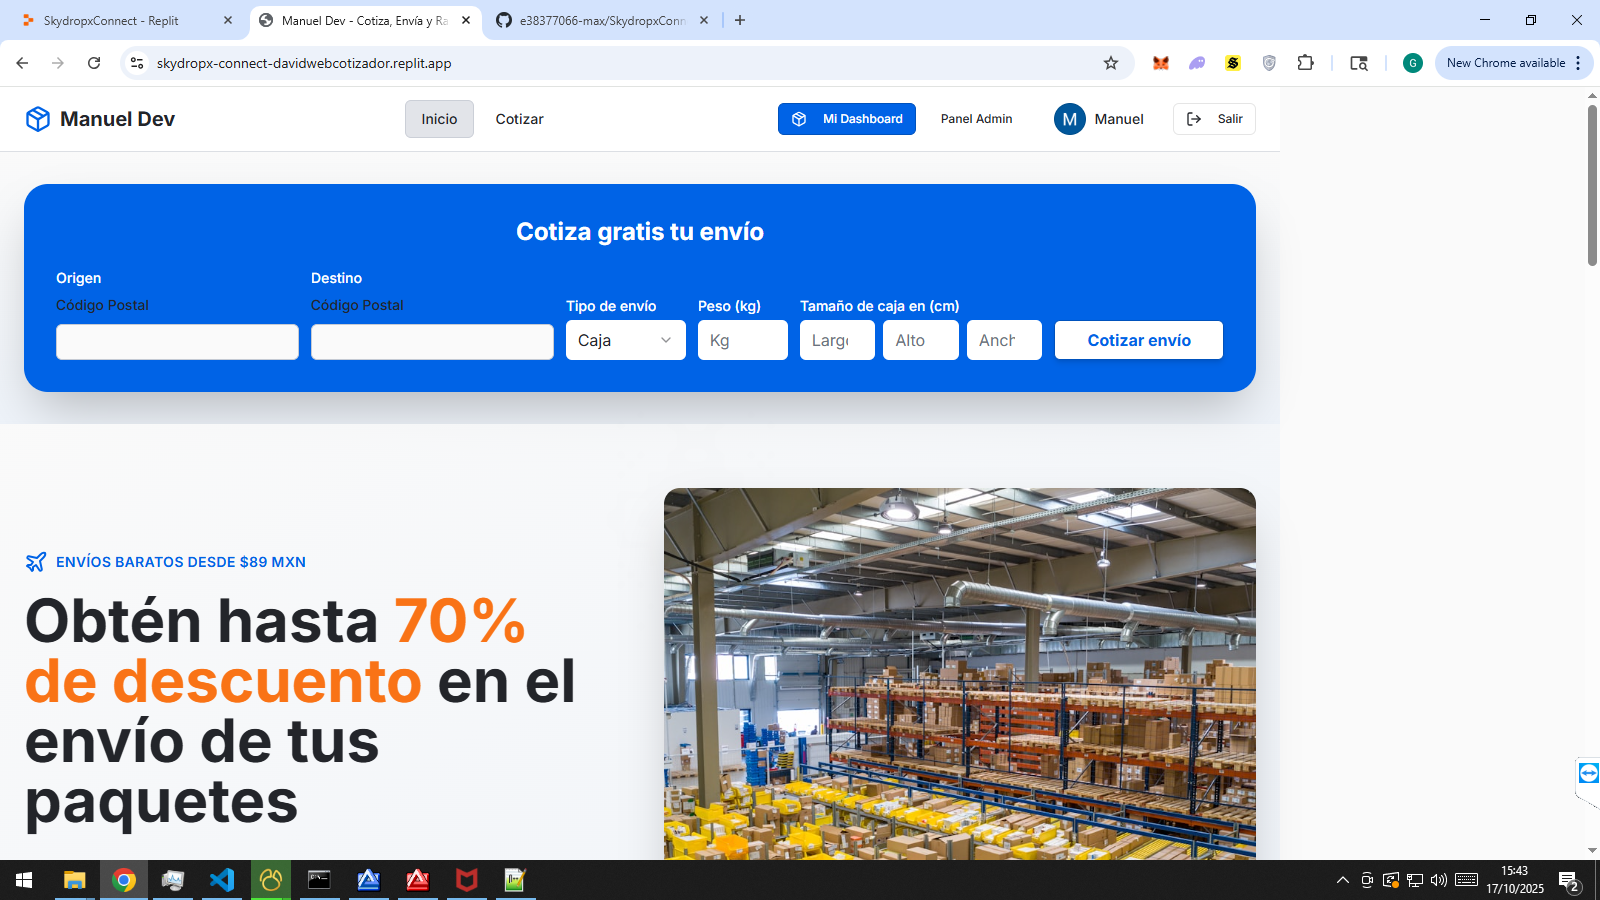 SkydropxConnect - Replit
Manuel Dev - Cotiza, Envía y Ra
e38377066-max/SkydropxConn
skydropx-connect-davidwebcotizador.replit.app
G
New Chrome available
Manuel Dev
Inicio
Cotizar
Mi Dashboard
Panel Admin
M
Manuel
Salir
Cotiza gratis tu envío
Origen
Código Postal
Destino
Código Postal
Tipo de envío
Caja
Peso (kg)
Kg
Tamaño de caja en (cm)
Largo
Alto
Anch
Cotizar envío
ENVÍOS BARATOS DESDE $89 MXN
Obtén hasta 70%
de descuento en el
envío de tus
paquetes
15:43
17/10/2025
2